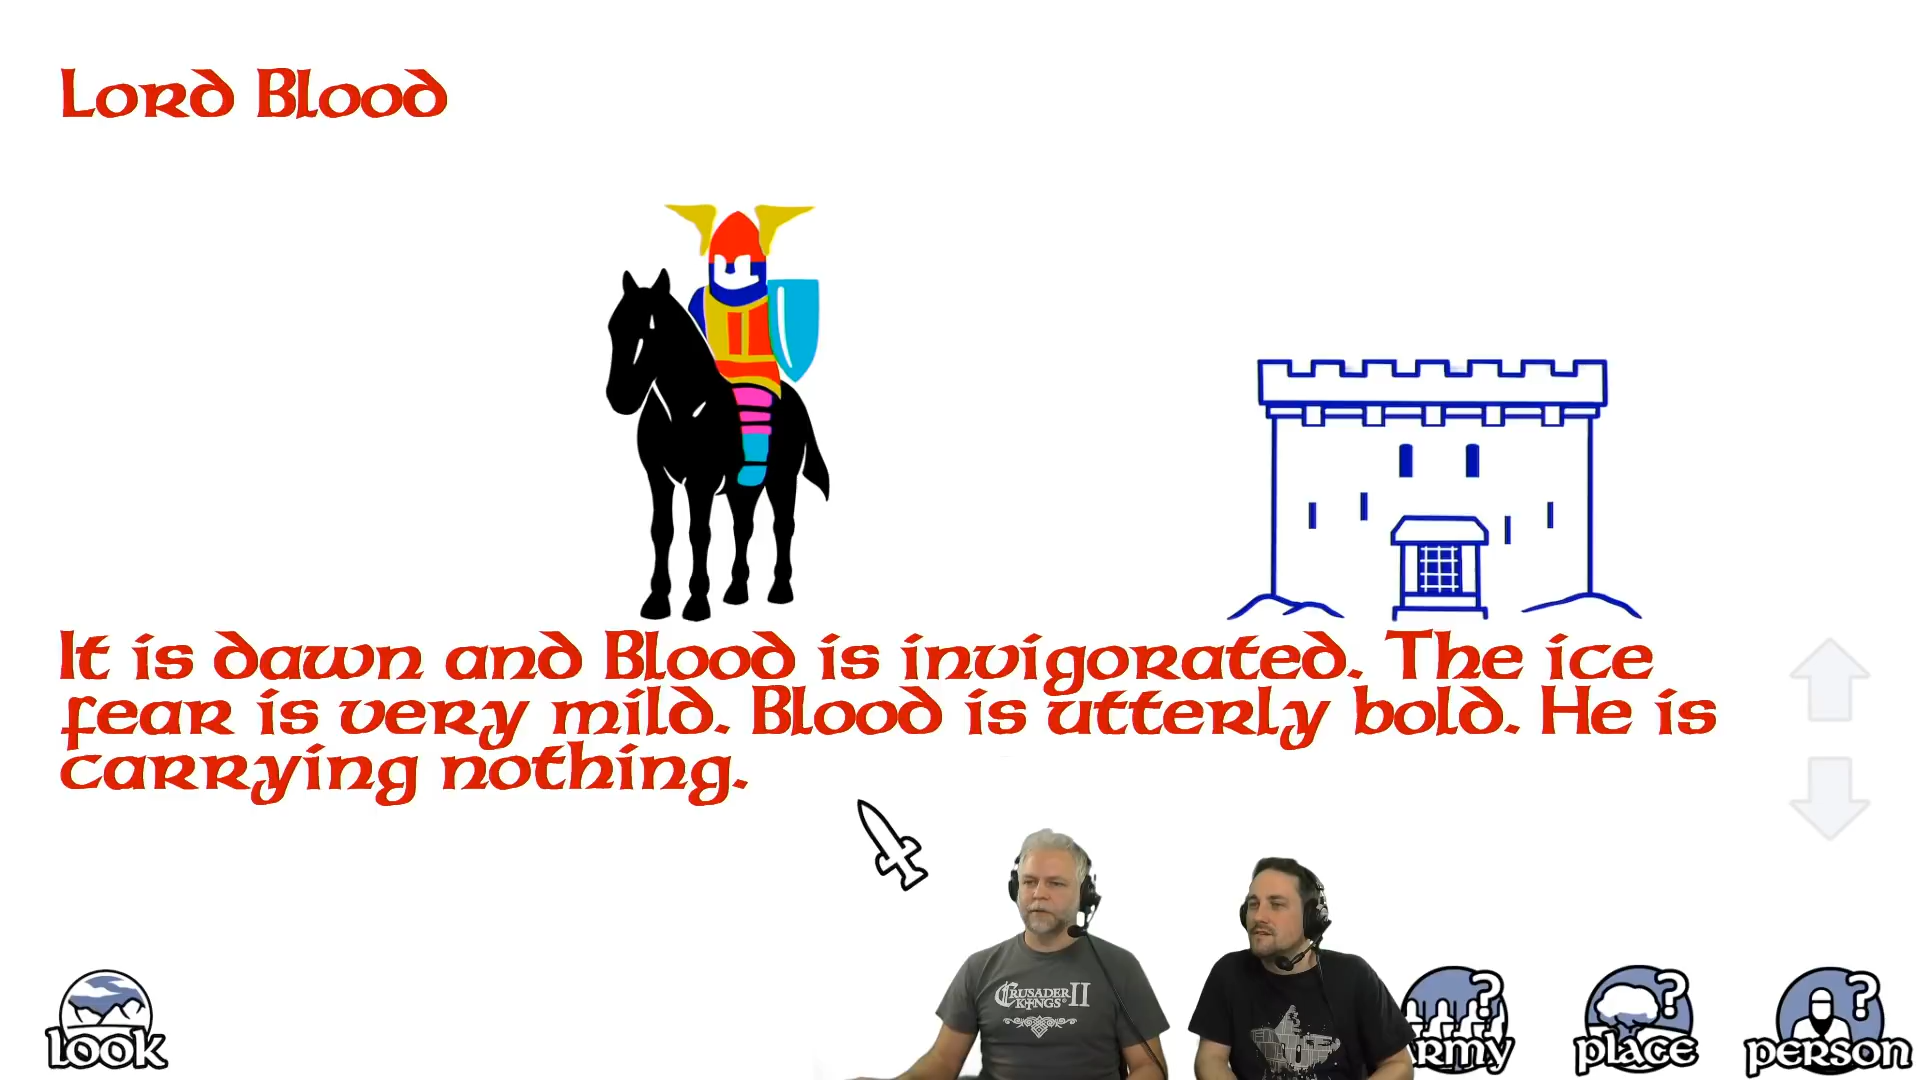 Lord Blood
It is dawn and Blood is invigorated. The ice
fear is very mild. Blood is utterly bold. He is
carrying nothing.
Crusader
Kings II
look
?
rmy
?
place
?
person